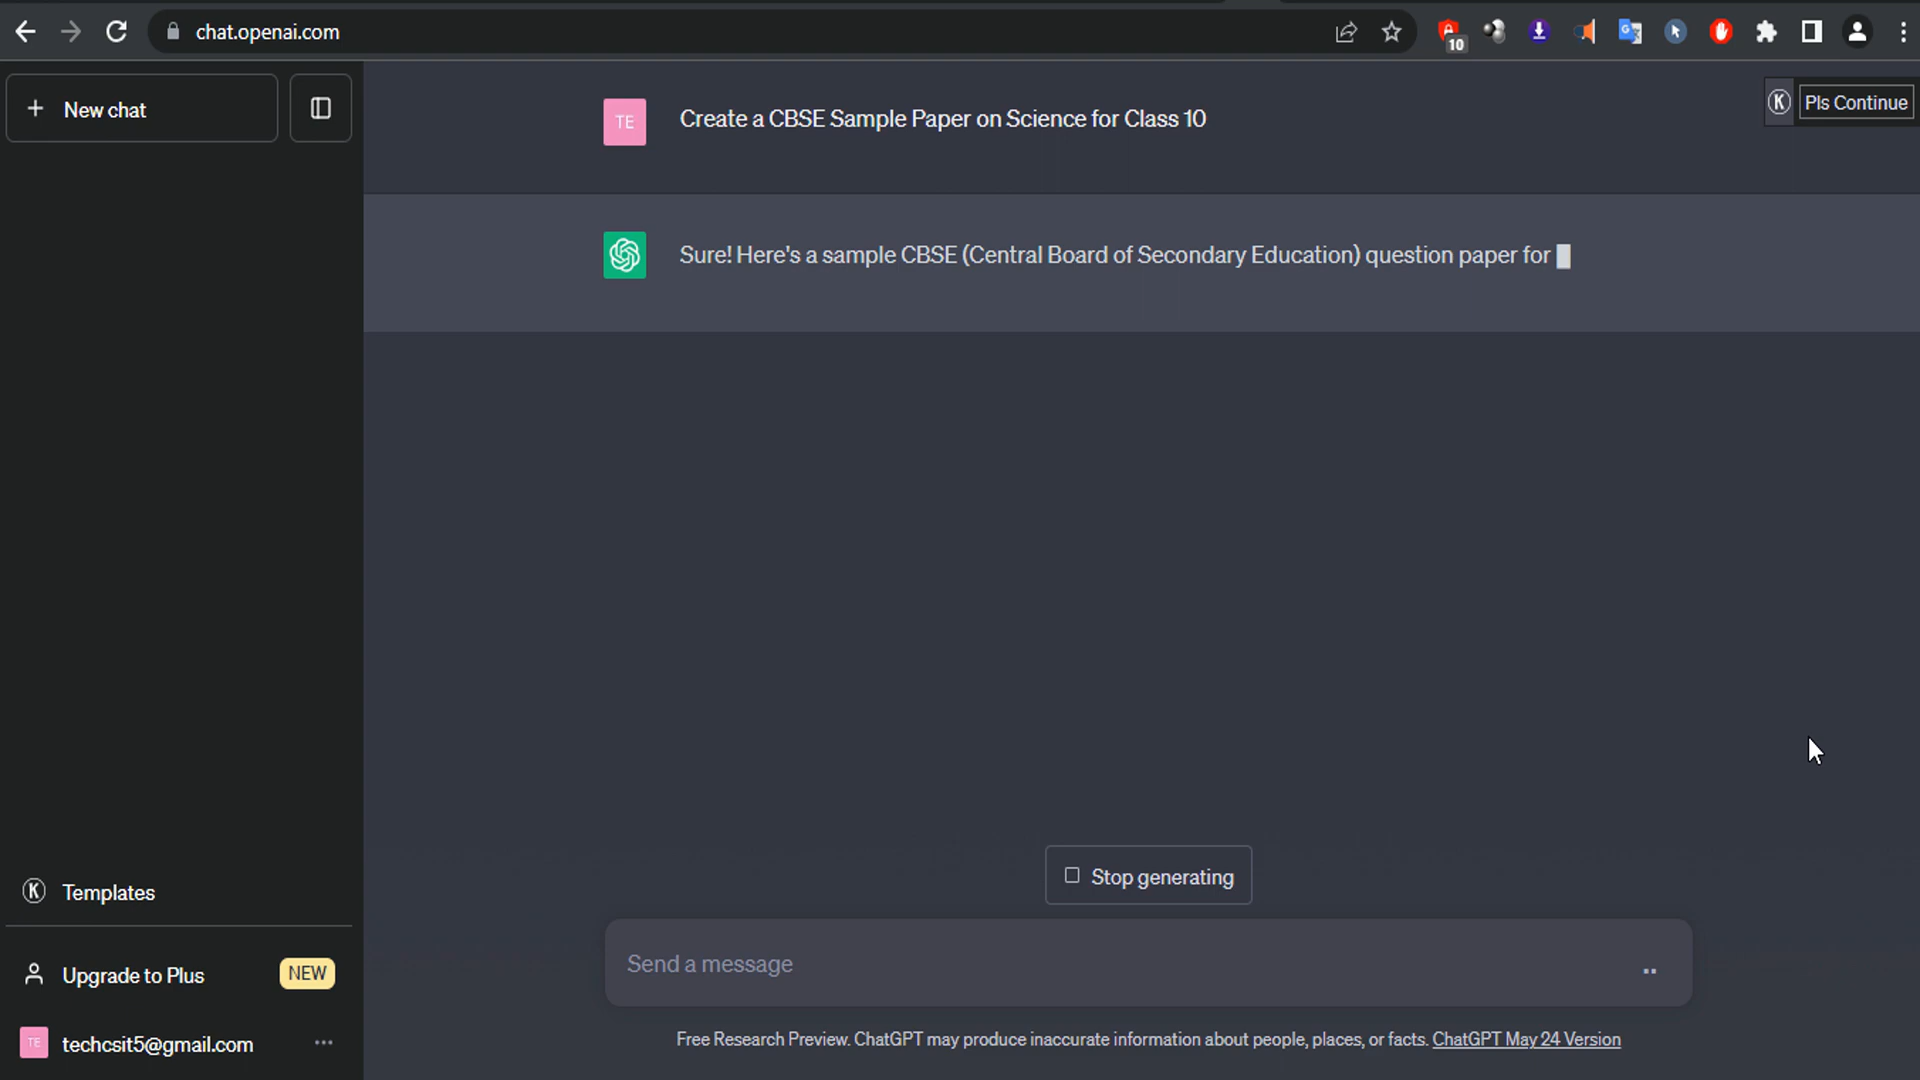 chat.openai.com
10
New chat
TE
Create a CBSE Sample Paper on Science for Class 10
K
Pls Continue
Sure! Here's a sample CBSE (Central Board of Secondary Education) question paper for
Stop generating
K
Templates
Send a message
Upgrade to Plus
NEW
TE
techcsit5@gmail.com
Free Research Preview. ChatGPT may produce inaccurate information about people, places, or facts. ChatGPT May 24 Version